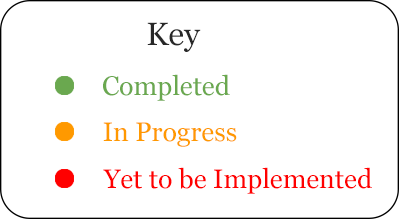 Key
Completed
In Progress
Yet to be Implemented